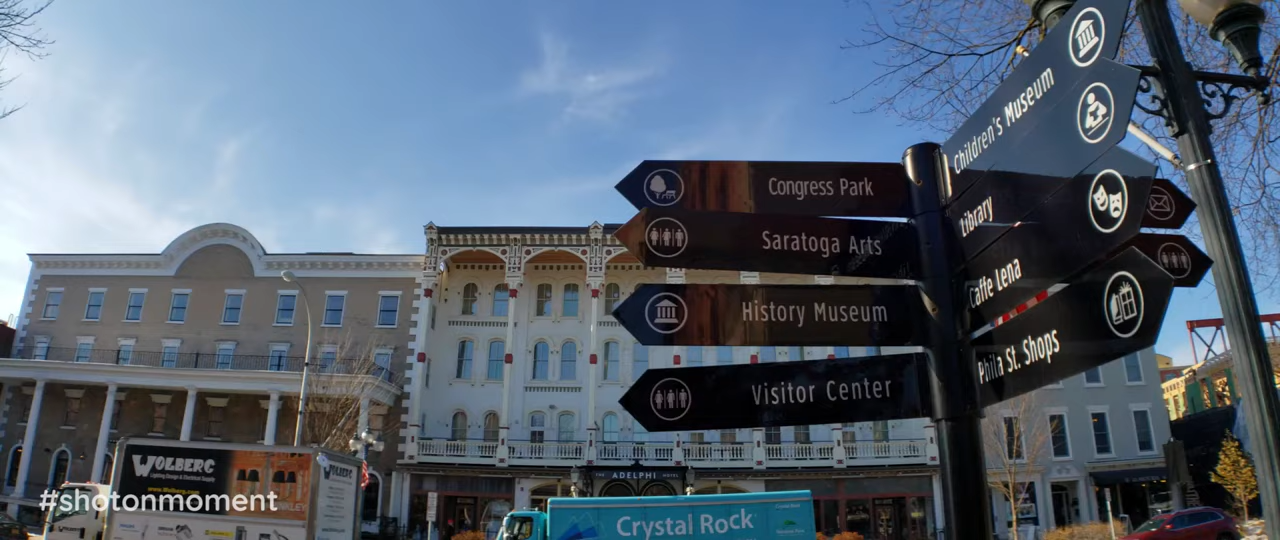 Congress Park
Saratoga Arts
History Museum
Visitor Center
Children's Museum
Library
Caffe Lena
Phila St. Shops
ADELPHI
WOLBERG
Crystal Rock
WOLBERG
#shotonmoment